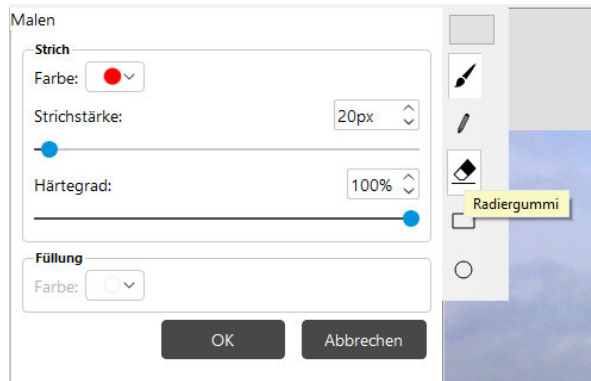 Malen
Strich
Farbe:
Strichstärke:
20px
Härtegrad:
100%
Radiergummi
Füllung
Farbe:
OK
Abbrechen